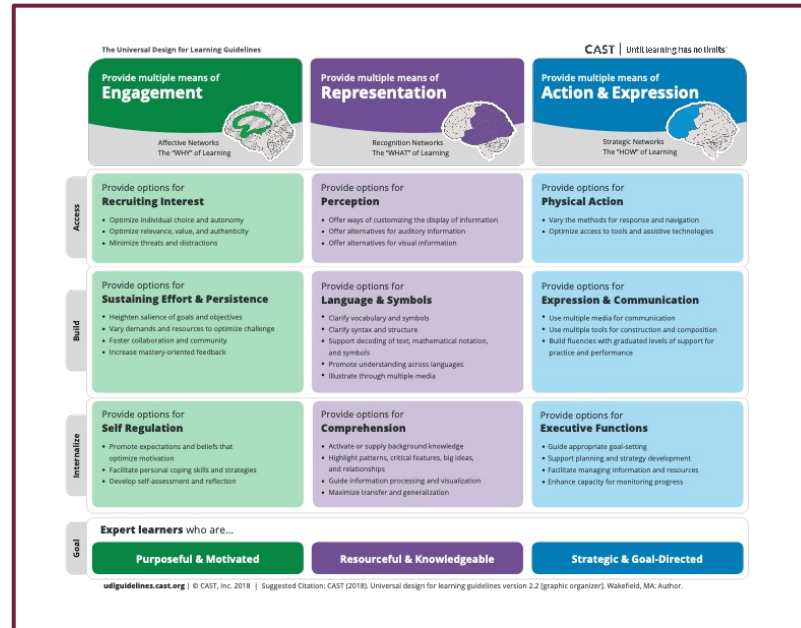 The Universal Design for Learning Guidelines
CAST | Until learning has no limits
Provide multiple means of
Engagement
Affective Networks
The "WHY" of Learning
Provide multiple means of
Representation
Recognition Networks
The "WHAT" of Learning
Provide multiple means of
Action & Expression
Strategic Networks
The "HOW" of Learning
Access
Provide options for
Recruiting Interest
• Optimize individual choice and autonomy
• Optimize relevance, value, and authenticity
• Minimize threats and distractions
Provide options for
Perception
• Offer ways of customizing the display of information
• Offer alternatives for auditory information
• Offer alternatives for visual information
Provide options for
Physical Action
• Vary the methods for response and navigation
• Optimize access to tools and assistive technologies
Build
Provide options for
Sustaining Effort & Persistence
• Heighten salience of goals and objectives
• Vary demands and resources to optimize challenge
• Foster collaboration and community
• Increase mastery-oriented feedback
Provide options for
Language & Symbols
• Clarify vocabulary and symbols
• Clarify syntax and structure
• Support decoding of text, mathematical notation,
and symbols
• Promote understanding across languages
• Illustrate through multiple media
Provide options for
Expression & Communication
• Use multiple media for communication
• Use multiple tools for construction and composition
• Build fluencies with graduated levels of support for
practice and performance
Internalize
Provide options for
Self Regulation
• Promote expectations and beliefs that
optimize motivation
• Facilitate personal coping skills and strategies
• Develop self-assessment and reflection
Provide options for
Comprehension
• Activate or supply background knowledge
• Highlight patterns, critical features, big ideas,
and relationships
• Guide information processing and visualization
• Maximize transfer and generalization
Provide options for
Executive Functions
• Guide appropriate goal-setting
• Support planning and strategy development
• Facilitate managing information and resources
• Enhance capacity for monitoring progress
Goal
Expert learners who are...
Purposeful & Motivated
Resourceful & Knowledgeable
Strategic & Goal-Directed
udlguidelines.cast.org | © CAST, Inc. 2018 | Suggested Citation: CAST (2018). Universal design for learning guidelines version 2.2 [graphic organizer]. Wakefield, MA: Author.